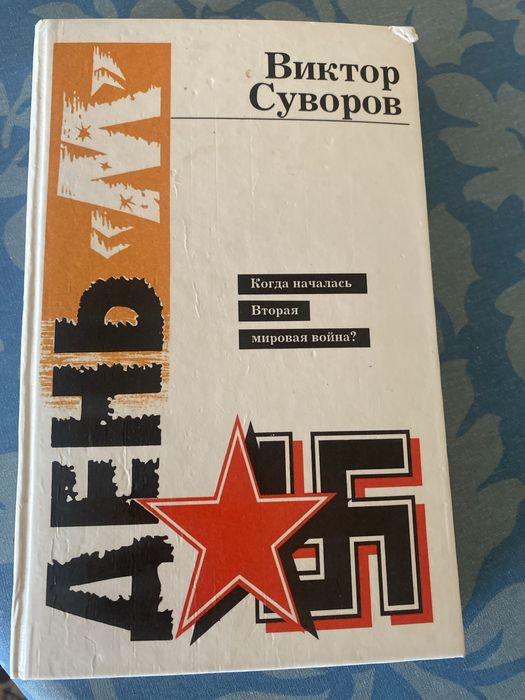 Виктор
Суворов
ДЕНЬ «М»
Когда началась
Вторая
мировая война?